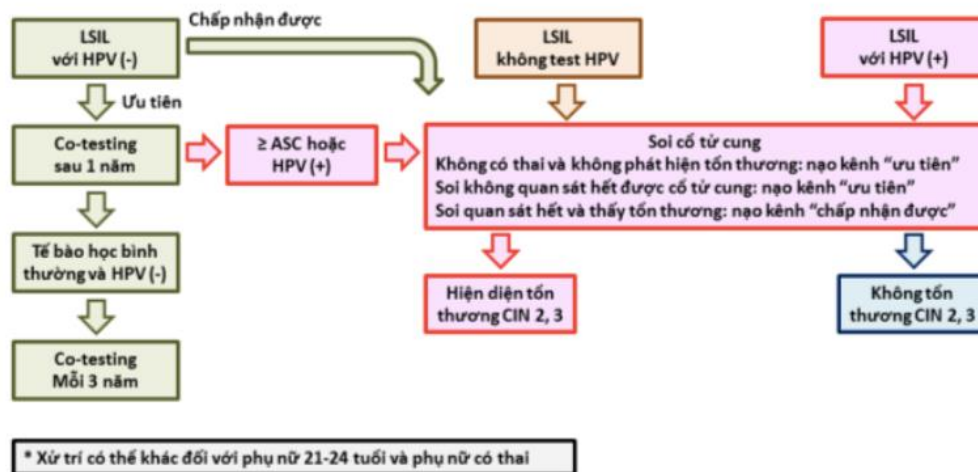 Chấp nhận được
LSIL
với HPV (-)
LSIL
không test HPV
LSIL
với HPV (+)
Ưu tiên
Co-testing
sau 1 năm
≥ ASC hoặc
HPV (+)
Soi cổ tử cung
Không có thai và không phát hiện tổn thương: nạo kênh “ưu tiên”
Soi không quan sát hết được cổ tử cung: nạo kênh “ưu tiên”
Soi quan sát hết và thấy tổn thương: nạo kênh “chấp nhận được”
Tế bào học bình
thường và HPV (-)
Hiện diện tổn
thương CIN 2, 3
Không tổn
thương CIN 2, 3
Co-testing
Mỗi 3 năm
* Xử trí có thể khác đối với phụ nữ 21-24 tuổi và phụ nữ có thai